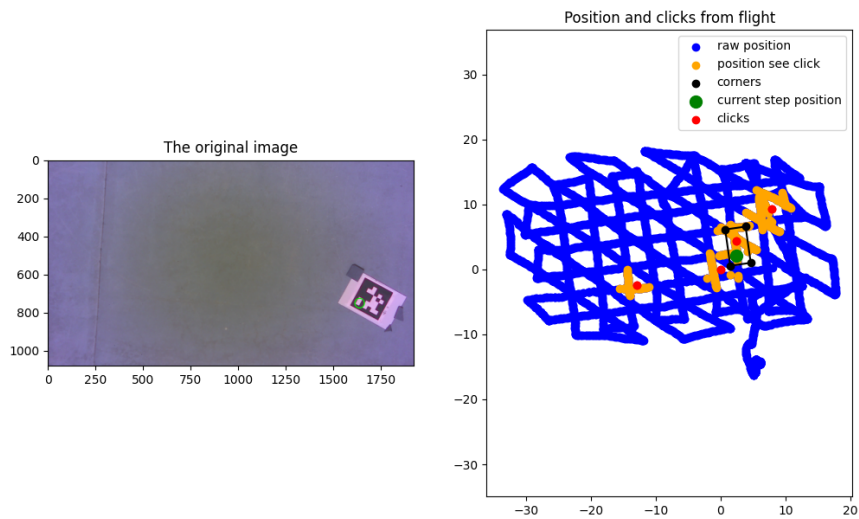 The original image
0
200
400
600
800
1000
0 250 500 750 1000 1250 1500 1750
Position and clicks from flight
raw position
position see click
corners
current step position
clicks
30
20
10
0
−10
−20
−30
−30 −20 −10 0 10 20